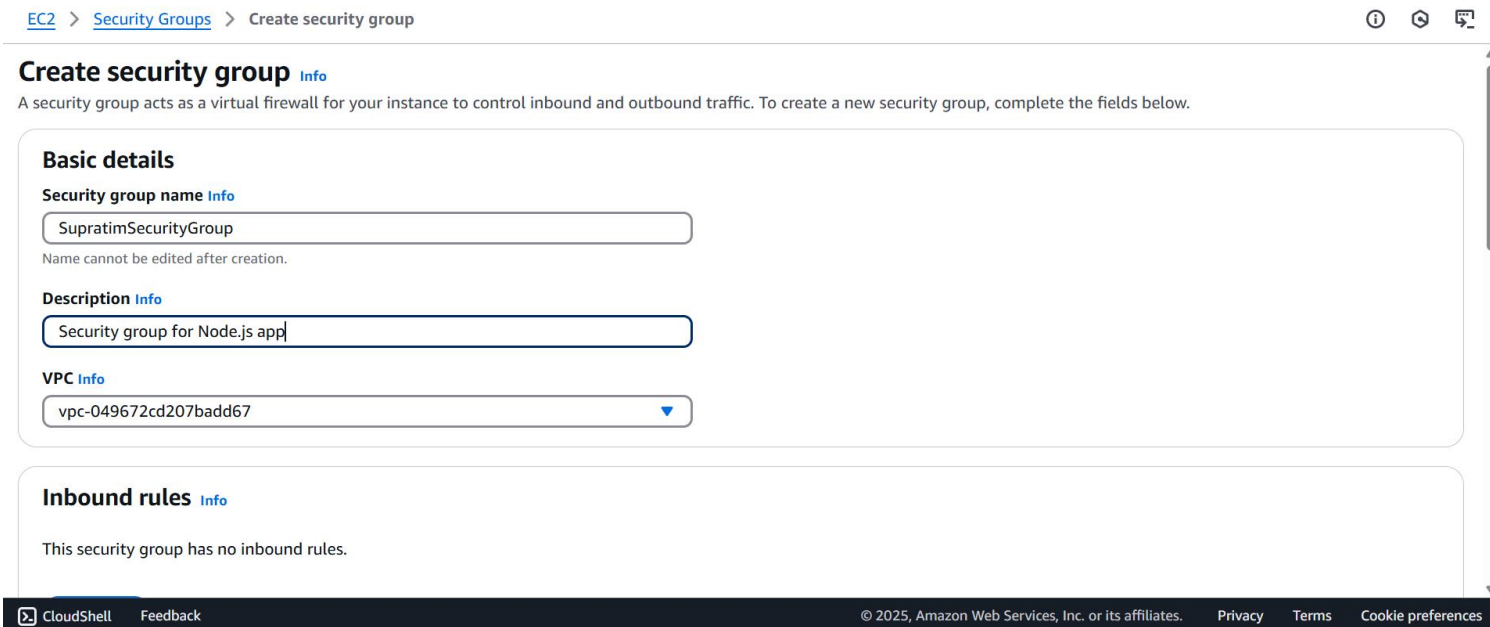 EC2 > Security Groups > Create security group
Create security group Info
A security group acts as a virtual firewall for your instance to control inbound and outbound traffic. To create a new security group, complete the fields below.
Basic details
Security group name Info
SupratimSecurityGroup
Name cannot be edited after creation.
Description Info
Security group for Node.js app
VPC Info
vpc-049672cd207badd67
Inbound rules Info
This security group has no inbound rules.
CloudShell Feedback © 2025, Amazon Web Services, Inc. or its affiliates. Privacy Terms Cookie preferences